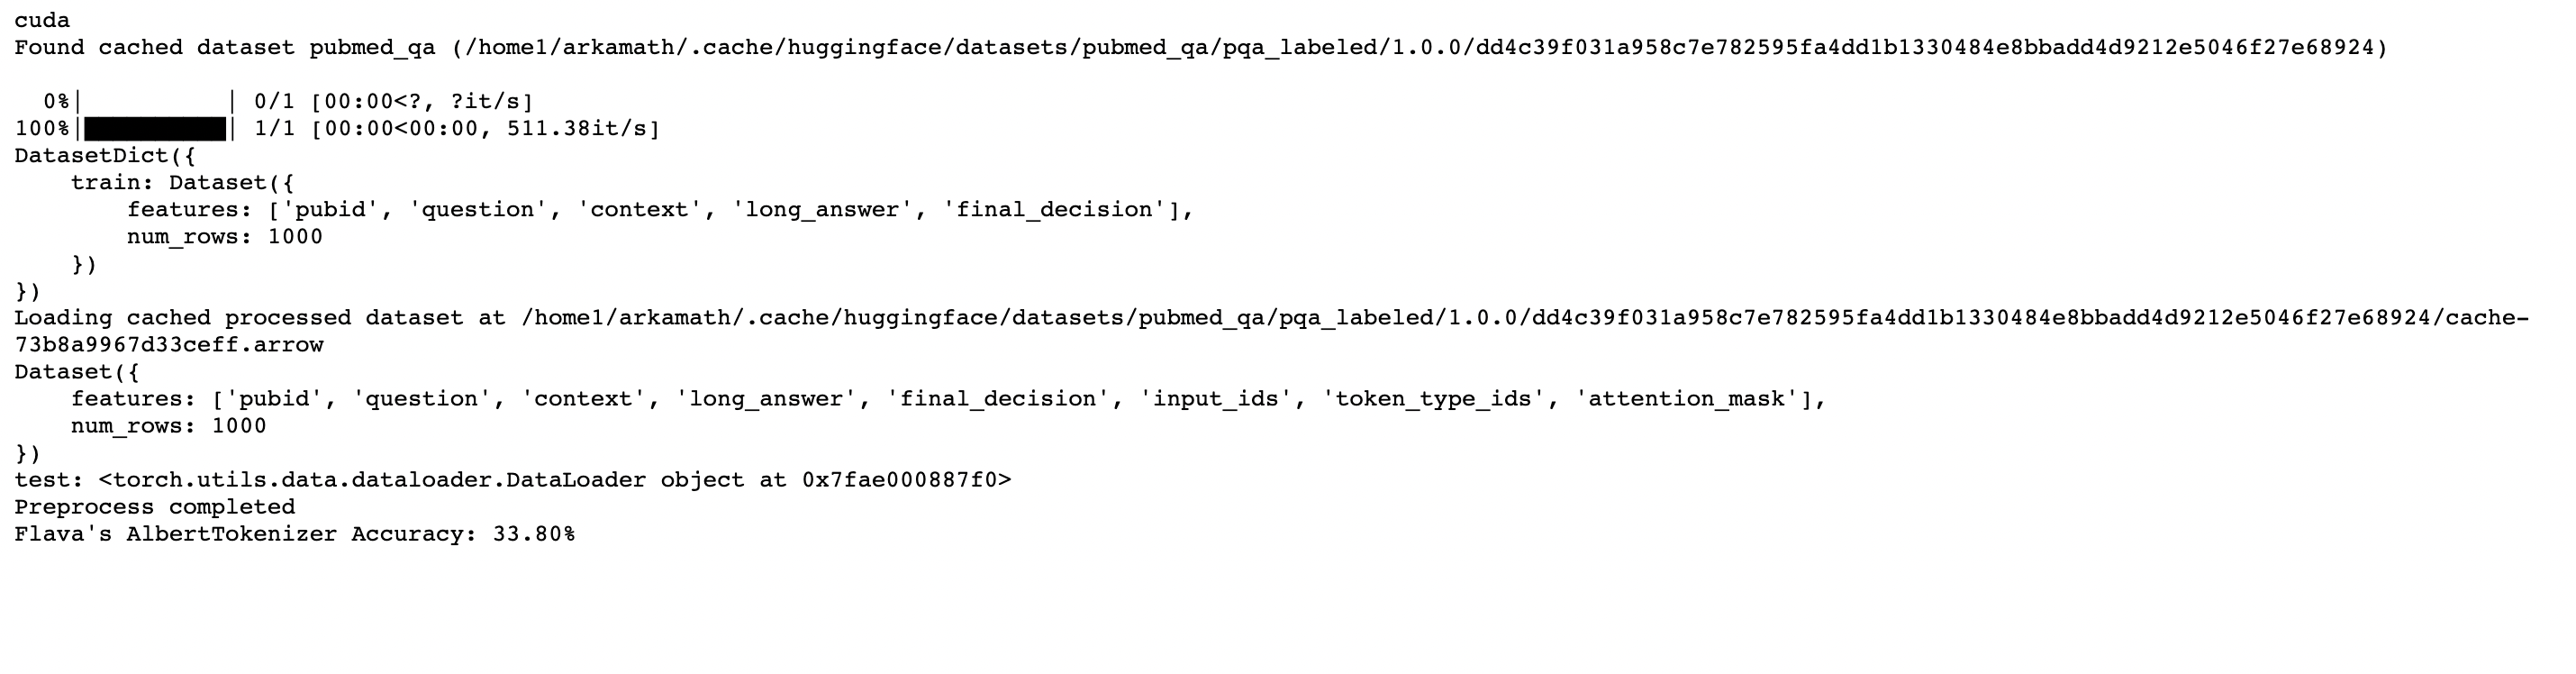 cuda
Found cached dataset pubmed_qa (/home1/arkamath/.cache/huggingface/datasets/pubmed_qa/pqa_labeled/1.0.0/dd4c39f031a958c7e782595fa4dd1b1330484e8bbadd4d9212e5046f27e68924)
  0%|          | 0/1 [00:00<?, ?it/s]
100%|██████████| 1/1 [00:00<00:00, 511.38it/s]
DatasetDict({
    train: Dataset({
        features: ['pubid', 'question', 'context', 'long_answer', 'final_decision'],
        num_rows: 1000
    })
})
Loading cached processed dataset at /home1/arkamath/.cache/huggingface/datasets/pubmed_qa/pqa_labeled/1.0.0/dd4c39f031a958c7e782595fa4dd1b1330484e8bbadd4d9212e5046f27e68924/cache-
73b8a9967d33ceff.arrow
Dataset({
    features: ['pubid', 'question', 'context', 'long_answer', 'final_decision', 'input_ids', 'token_type_ids', 'attention_mask'],
    num_rows: 1000
})
test: <torch.utils.data.dataloader.DataLoader object at 0x7fae000887f0>
Preprocess completed
Flava's AlbertTokenizer Accuracy: 33.80%